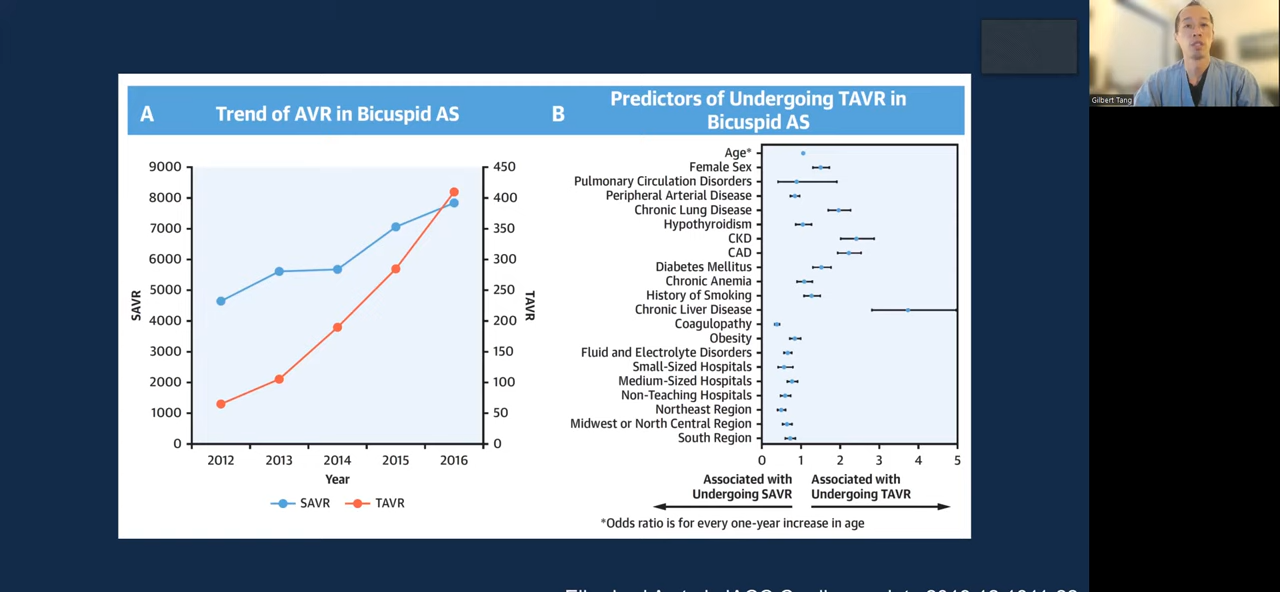 Gilbert Tang
A
Trend of AVR in Bicuspid AS
9000
8000
7000
6000
5000
4000
3000
2000
1000
0
SAVR
450
400
350
300
250
200
150
100
50
0
TAVR
2012 2013 2014 2015 2016
Year
SAVR TAVR
B
Predictors of Undergoing TAVR in
Bicuspid AS
Age*
Female Sex
Pulmonary Circulation Disorders
Peripheral Arterial Disease
Chronic Lung Disease
Hypothyroidism
CKD
CAD
Diabetes Mellitus
Chronic Anemia
History of Smoking
Chronic Liver Disease
Coagulopathy
Obesity
Fluid and Electrolyte Disorders
Small-Sized Hospitals
Medium-Sized Hospitals
Non-Teaching Hospitals
Northeast Region
Midwest or North Central Region
South Region
0 1 2 3 4 5
Associated with
Undergoing SAVR
Associated with
Undergoing TAVR
*Odds ratio is for every one-year increase in age